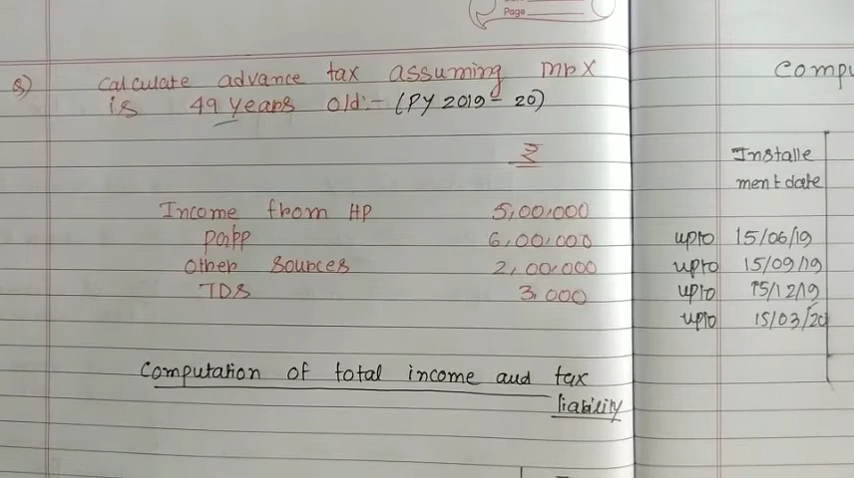 Page
Q) Calculate advance tax assuming Mr X
is 49 years old:- (PY 2019-20)
₹
Income from HP 5,00,000
PGBP 6,00,000
Other Sources 2,00,000
TDS 3,000
Computation of total income and tax
liability
Compu
Installe
ment date
upto 15/06/19
upto 15/09/19
upto 15/12/19
upto 15/03/20